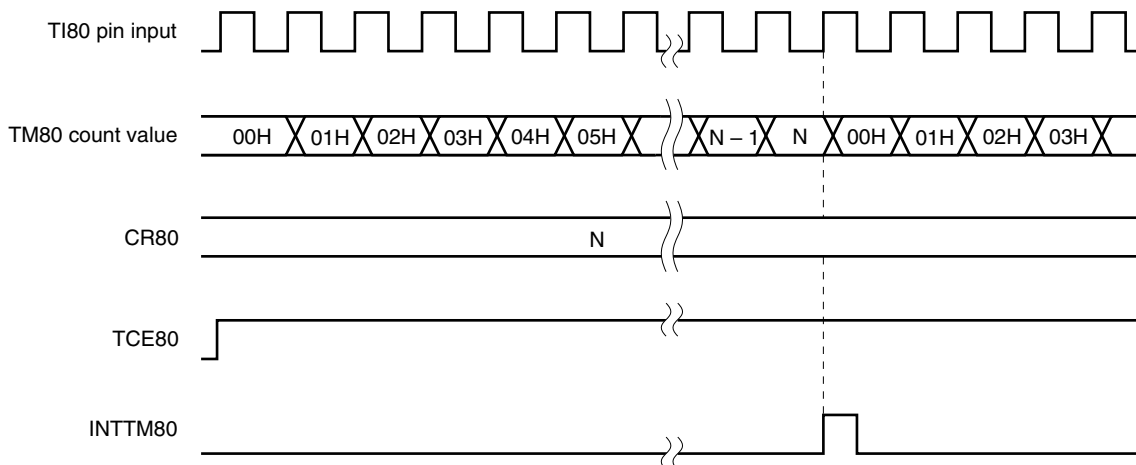 TI80 pin input
TM80 count value 00H 01H 02H 03H 04H 05H N − 1 N 00H 01H 02H 03H
CR80 N
TCE80
INTTM80